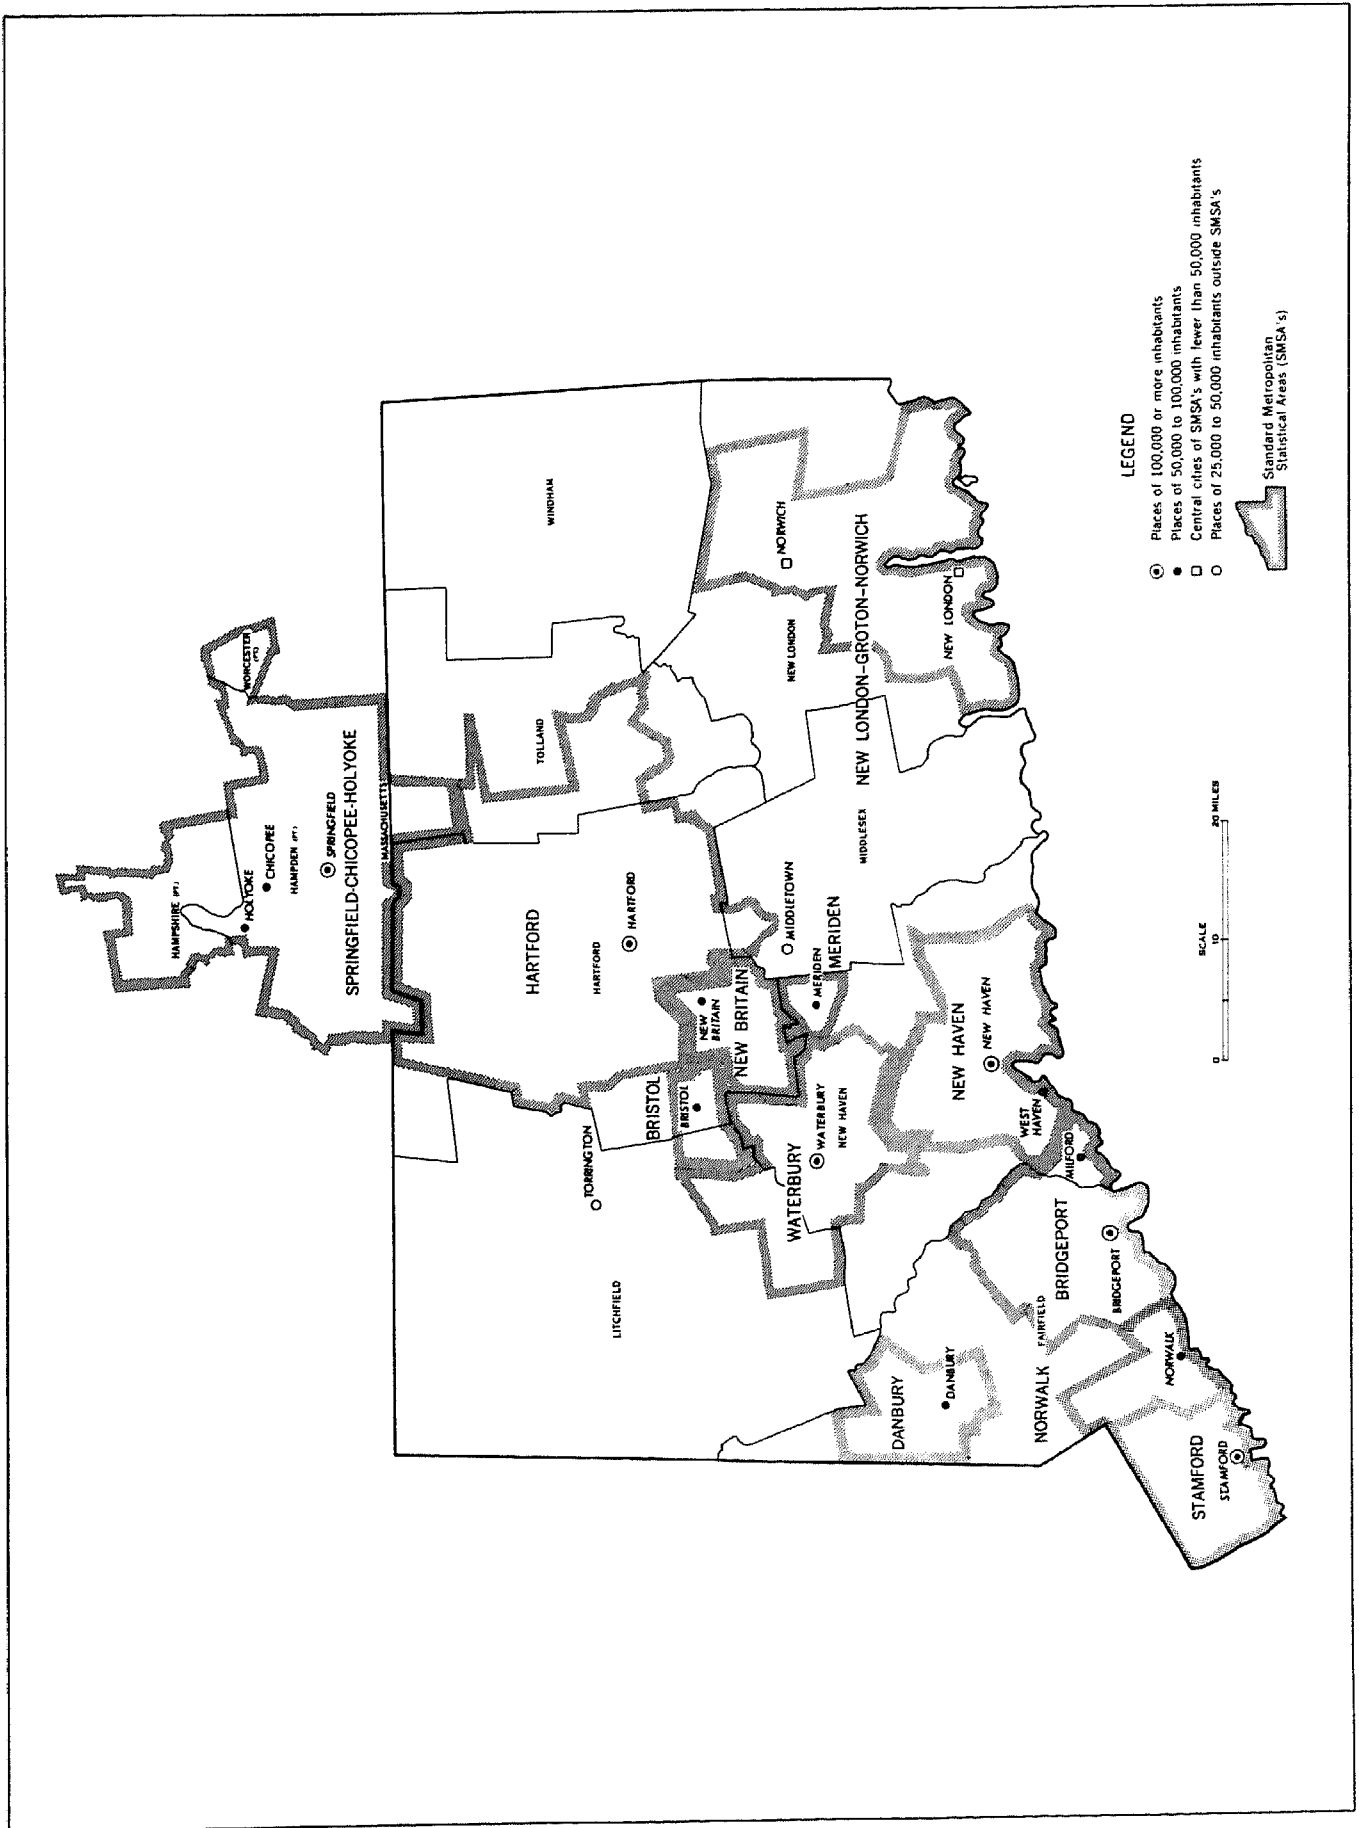 WORCESTER
(PT.)
HAMPSHIRE (PT.)
HOLYOKE
CHICOPEE
HAMPDEN (PT.)
SPRINGFIELD
SPRINGFIELD-CHICOPEE-HOLYOKE
MASSACHUSETTS
HARTFORD
HARTFORD
HARTFORD
TOLLAND
WINDHAM
LITCHFIELD
TORRINGTON
BRISTOL
BRISTOL
NEW
BRITAIN
NEW BRITAIN
MIDDLETOWN
MERIDEN
MERIDEN
MIDDLESEX
NEW LONDON
NORWICH
NEW LONDON-GROTON-NORWICH
NEW LONDON
WATERBURY
WATERBURY
NEW HAVEN
NEW HAVEN
NEW HAVEN
WEST
HAVEN
MILFORD
DANBURY
DANBURY
BRIDGEPORT
BRIDGEPORT
FAIRFIELD
NORWALK
NORWALK
STAMFORD
STAMFORD
SCALE
0 10 20 MILES
LEGEND
Places of 100,000 or more inhabitants
Places of 50,000 to 100,000 inhabitants
Central cities of SMSA's with fewer than 50,000 inhabitants
Places of 25,000 to 50,000 inhabitants outside SMSA's
Standard Metropolitan
Statistical Areas (SMSA's)